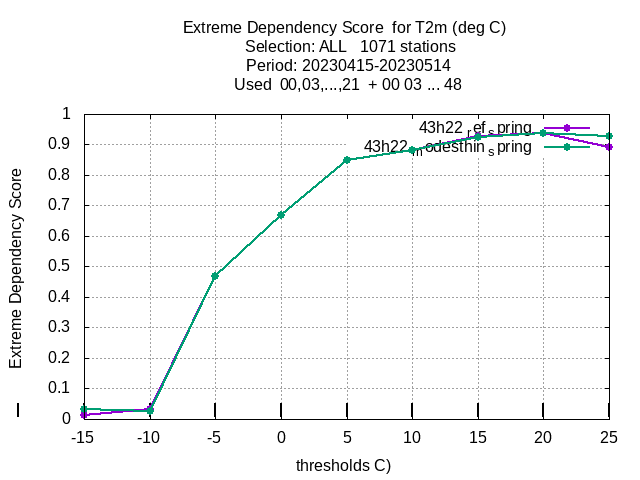 Extreme Dependency Score  for T2m (deg C)
Selection: ALL   1071 stations
Period: 20230415-20230514
Used  00,03,...,21  + 00 03 ... 48
43h22_ref_spring
43h22_modesthin_spring
Extreme Dependency Score
1
0.9
0.8
0.7
0.6
0.5
0.4
0.3
0.2
0.1
0
-15 -10 -5 0 5 10 15 20 25
thresholds C)